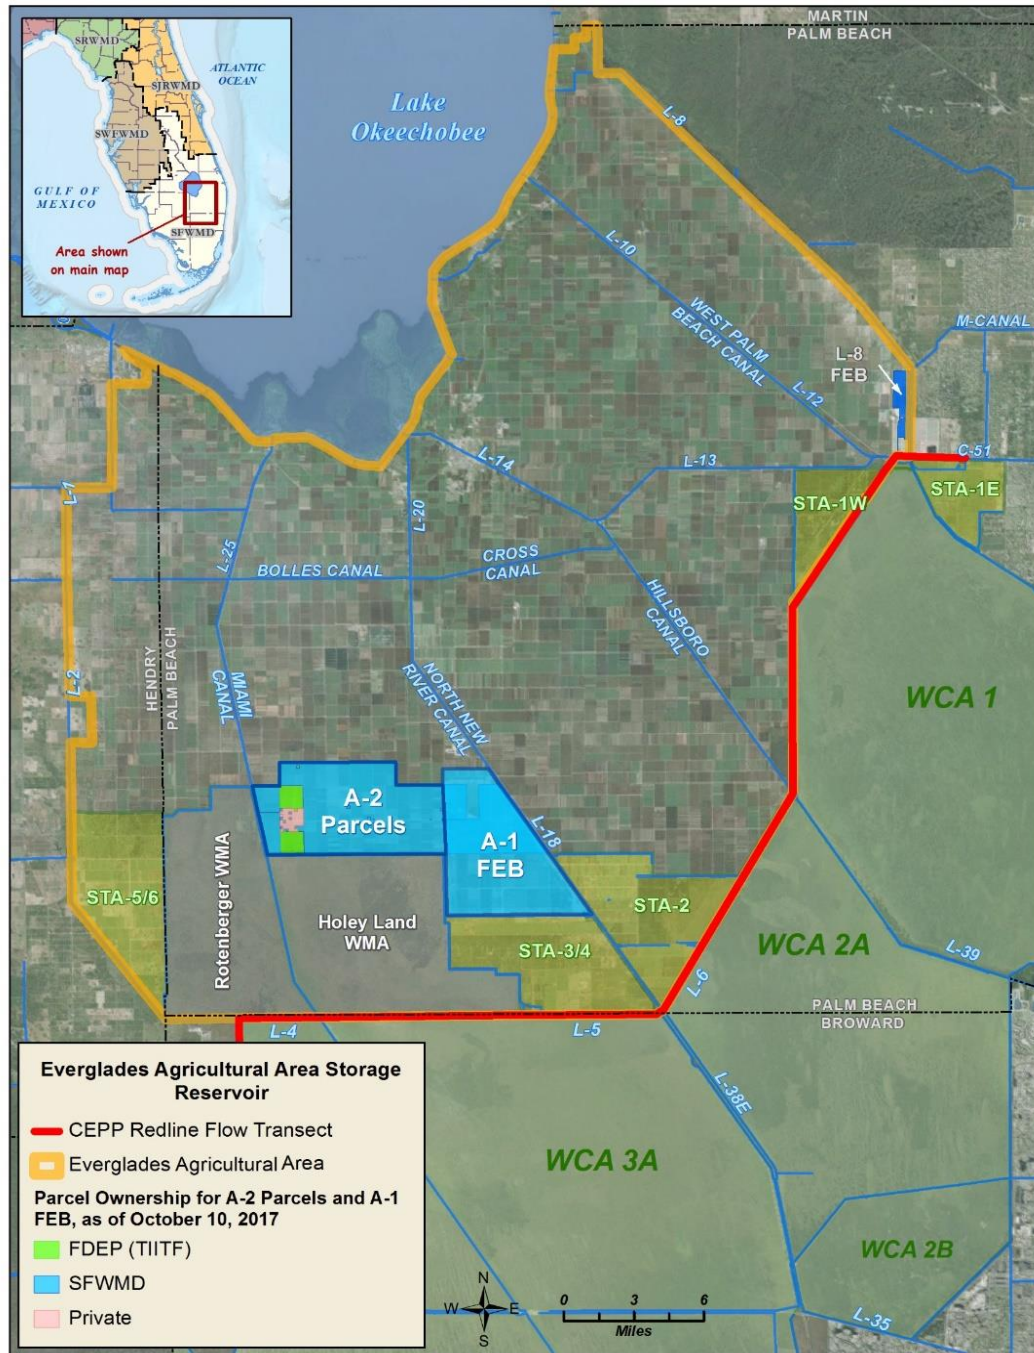 MARTIN
PALM BEACH
SRWMD
SJRWMD
SWFWMD
SFWMD
ATLANTIC
OCEAN
GULF OF
MEXICO
Area shown
on main map
Lake
Okeechobee
L-8
L-10
WEST PALM
BEACH CANAL
M-CANAL
L-8
FEB
L-12
C-51
L-14
L-13
STA-1W
STA-1E
L-1
L-20
L-25
BOLLES CANAL
CROSS
CANAL
HILLSBORO
CANAL
L-2
HENDRY
PALM BEACH
MIAMI
CANAL
NORTH NEW
RIVER CANAL
WCA 1
A-2
Parcels
A-1
FEB
L-18
STA-5/6
Rotenberger WMA
Holey Land
WMA
STA-2
STA-3/4
WCA 2A
L-39
L-6
PALM BEACH
BROWARD
L-4
L-5
L-38E
WCA 3A
WCA 2B
L-35
Everglades Agricultural Area Storage
Reservoir
CEPP Redline Flow Transect
Everglades Agricultural Area
Parcel Ownership for A-2 Parcels and A-1
FEB, as of October 10, 2017
FDEP (TIITF)
SFWMD
Private
N
W E
S
0 3 6
Miles